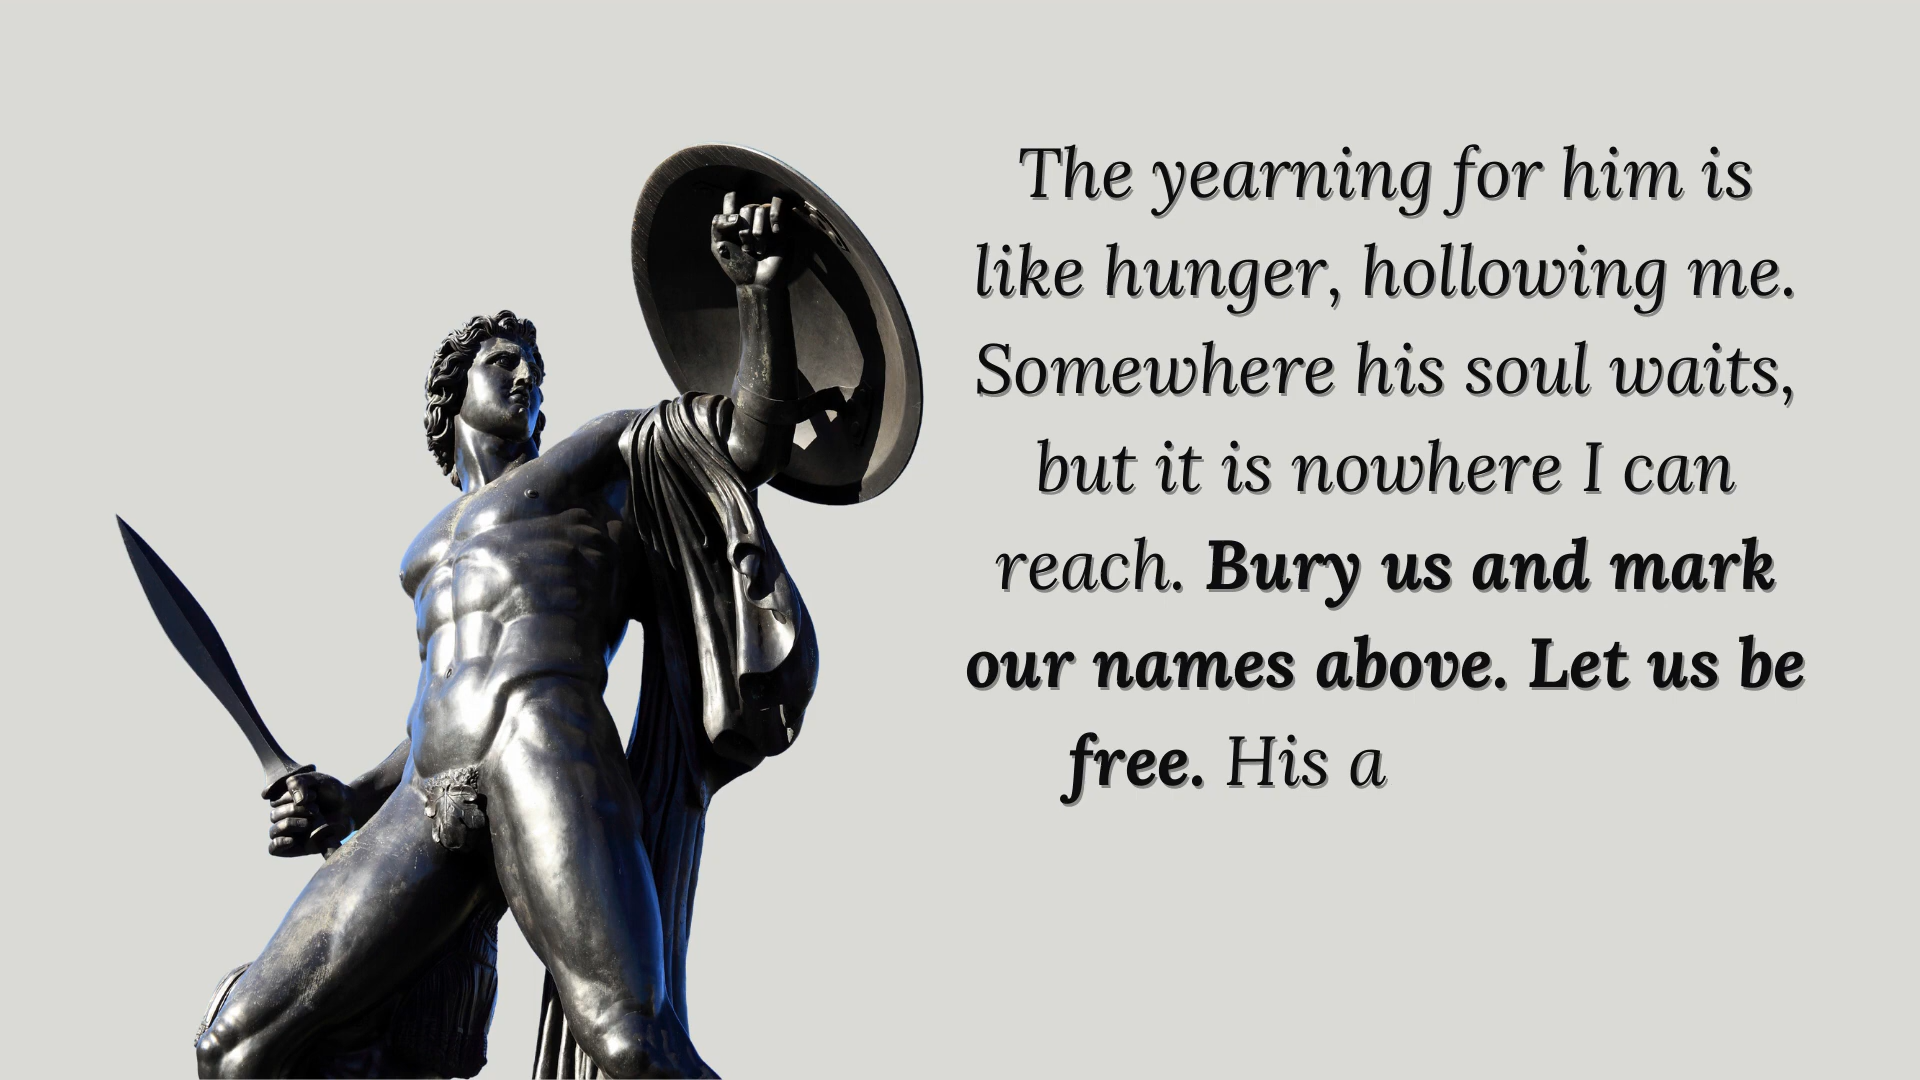 The yearning for him is
like hunger, hollowing me.
Somewhere his soul waits,
but it is nowhere I can
reach. Bury us and mark
our names above. Let us be
free. His a